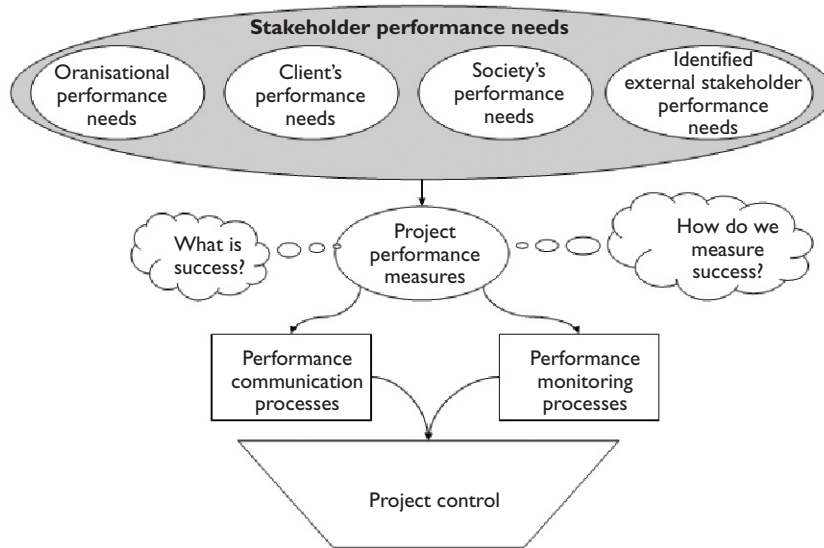 Stakeholder performance needs
Oranisational
performance
needs
Client's
performance
needs
Society's
performance
needs
Identified
external stakeholder
performance
needs
What is
success?
Project
performance
measures
How do we
measure
success?
Performance
communication
processes
Performance
monitoring
processes
Project control